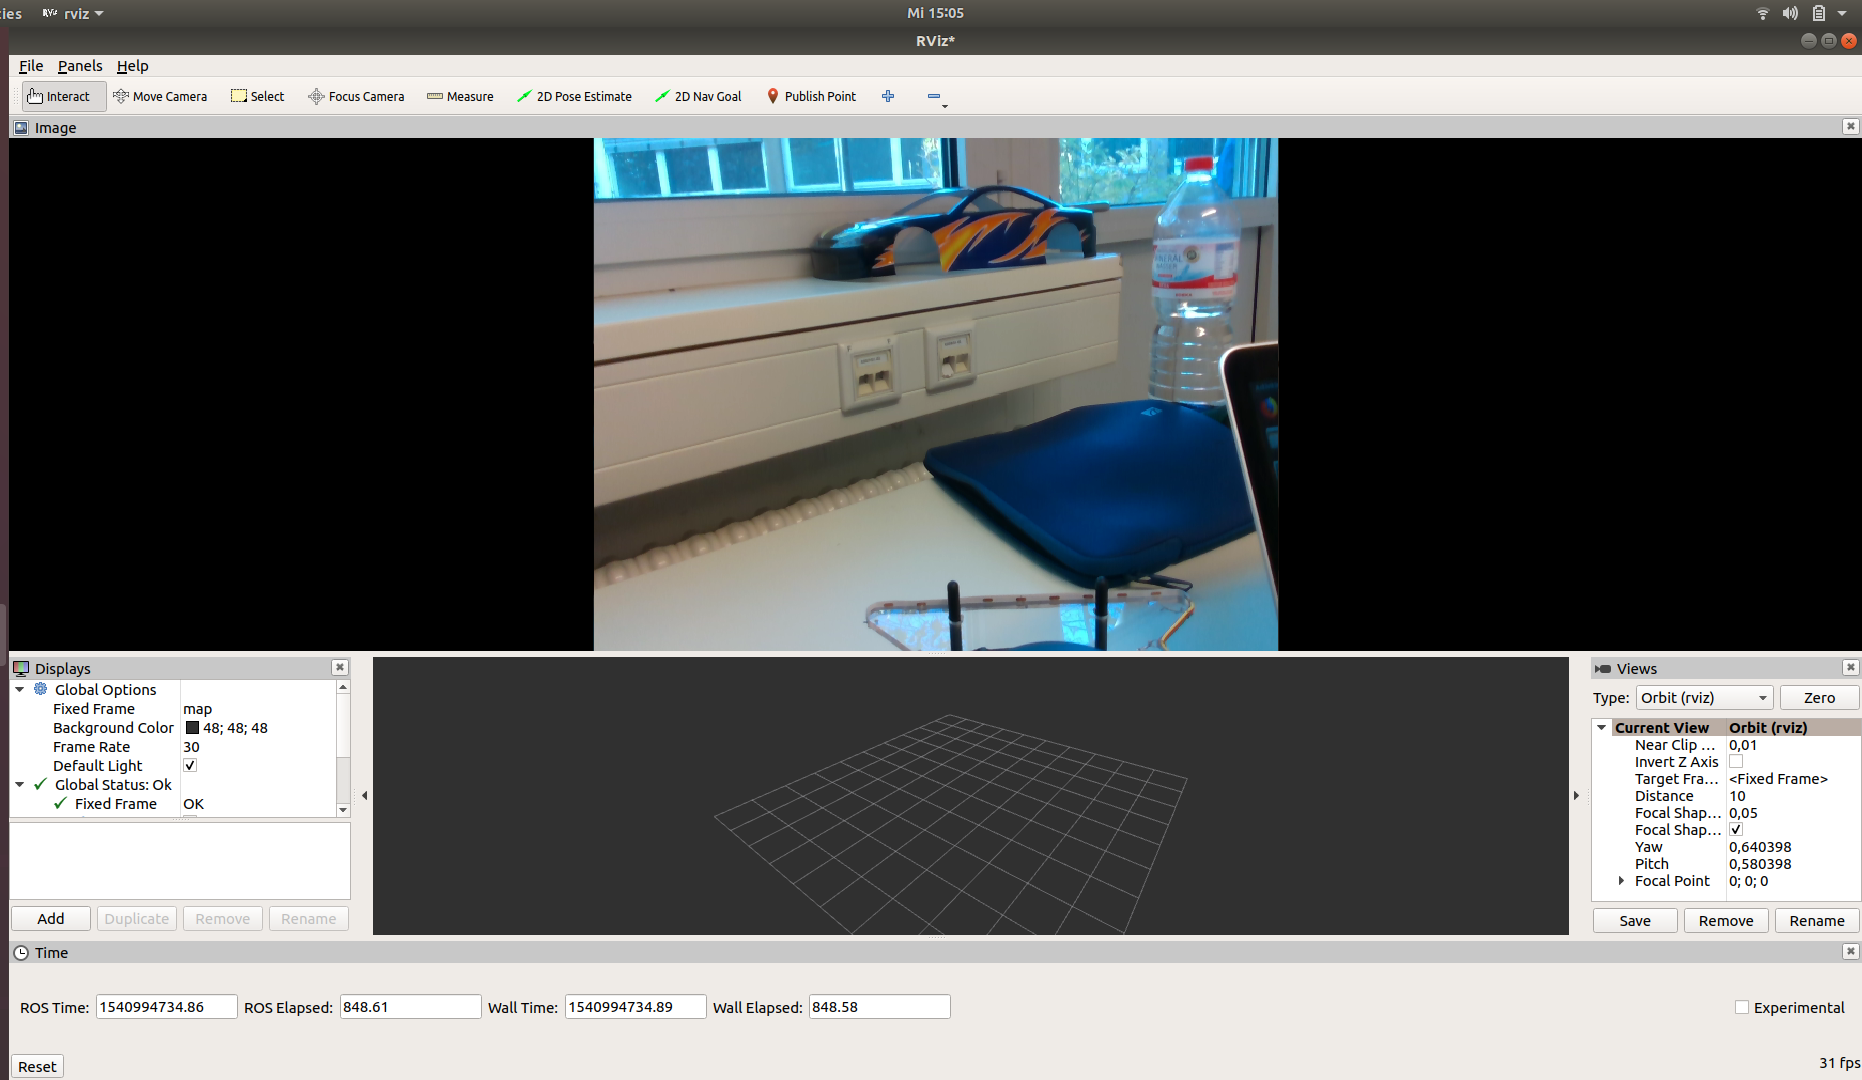 ies RViz rviz Mi 15:05
RViz*
File Panels Help
Interact Move Camera Select Focus Camera Measure 2D Pose Estimate 2D Nav Goal Publish Point
Image
Displays
Global Options
Fixed Frame map
Background Color 48; 48; 48
Frame Rate 30
Default Light
Global Status: Ok
Fixed Frame OK
Add Duplicate Remove Rename
Views
Type: Orbit (rviz) Zero
Current View Orbit (rviz)
Near Clip ... 0,01
Invert Z Axis
Target Fra... <Fixed Frame>
Distance 10
Focal Shap... 0,05
Focal Shap...
Yaw 0,640398
Pitch 0,580398
Focal Point 0; 0; 0
Save Remove Rename
Time
ROS Time: 1540994734.86 ROS Elapsed: 848.61 Wall Time: 1540994734.89 Wall Elapsed: 848.58 Experimental
Reset 31 fps